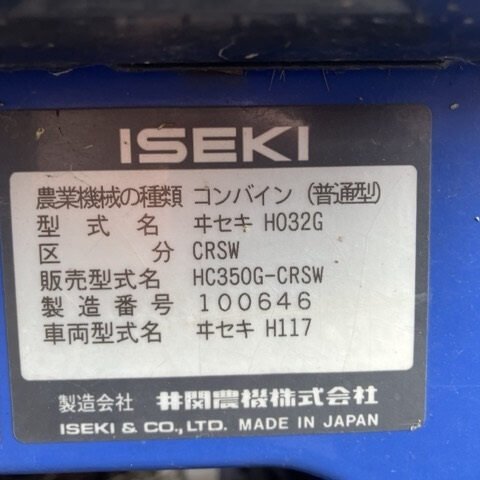 ISEKI
農業機械の種類 コンバイン (普通型)
型式名 ヰセキ HO32G
区分 CRSW
販売型式名 HC350G-CRSW
製造番号 100646
車両型式名 ヰセキ H117
製造会社 井関農機株式会社
ISEKI & CO., LTD. MADE IN JAPAN